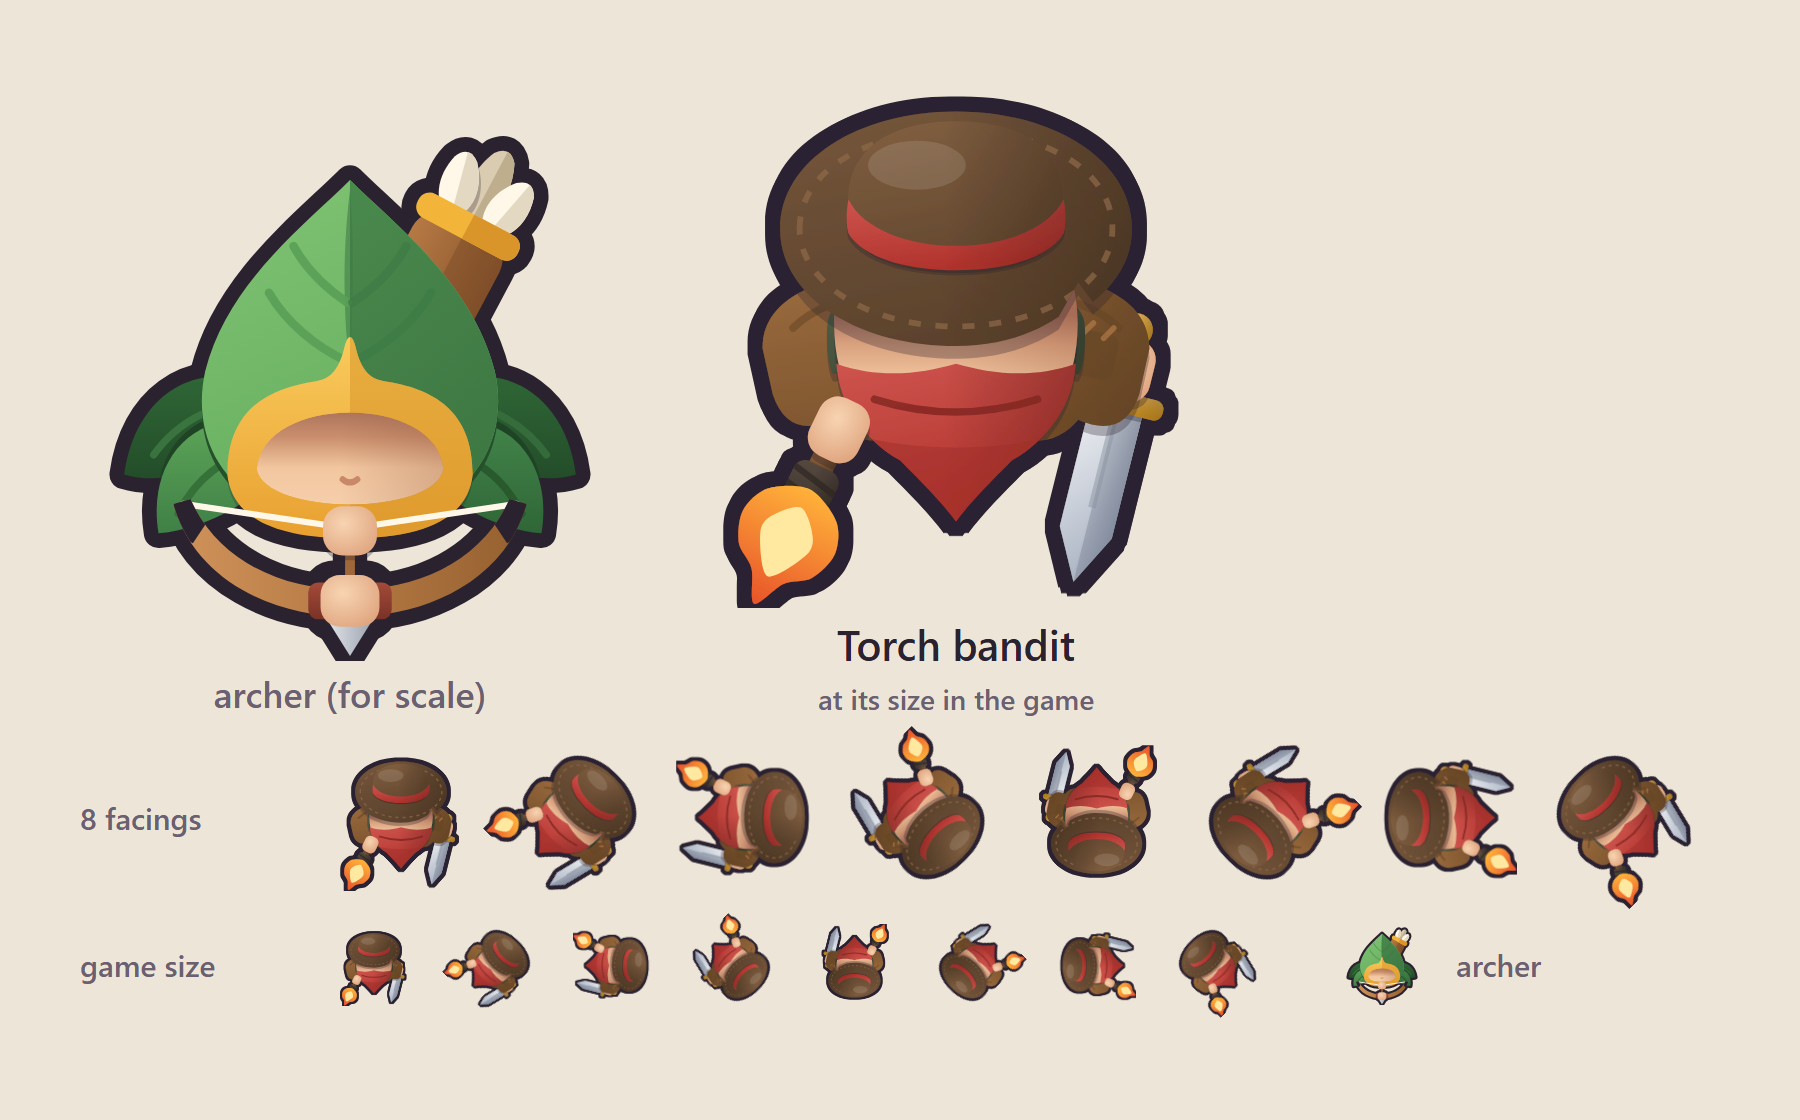 archer (for scale)
Torch bandit
at its size in the game
8 facings
game size
archer